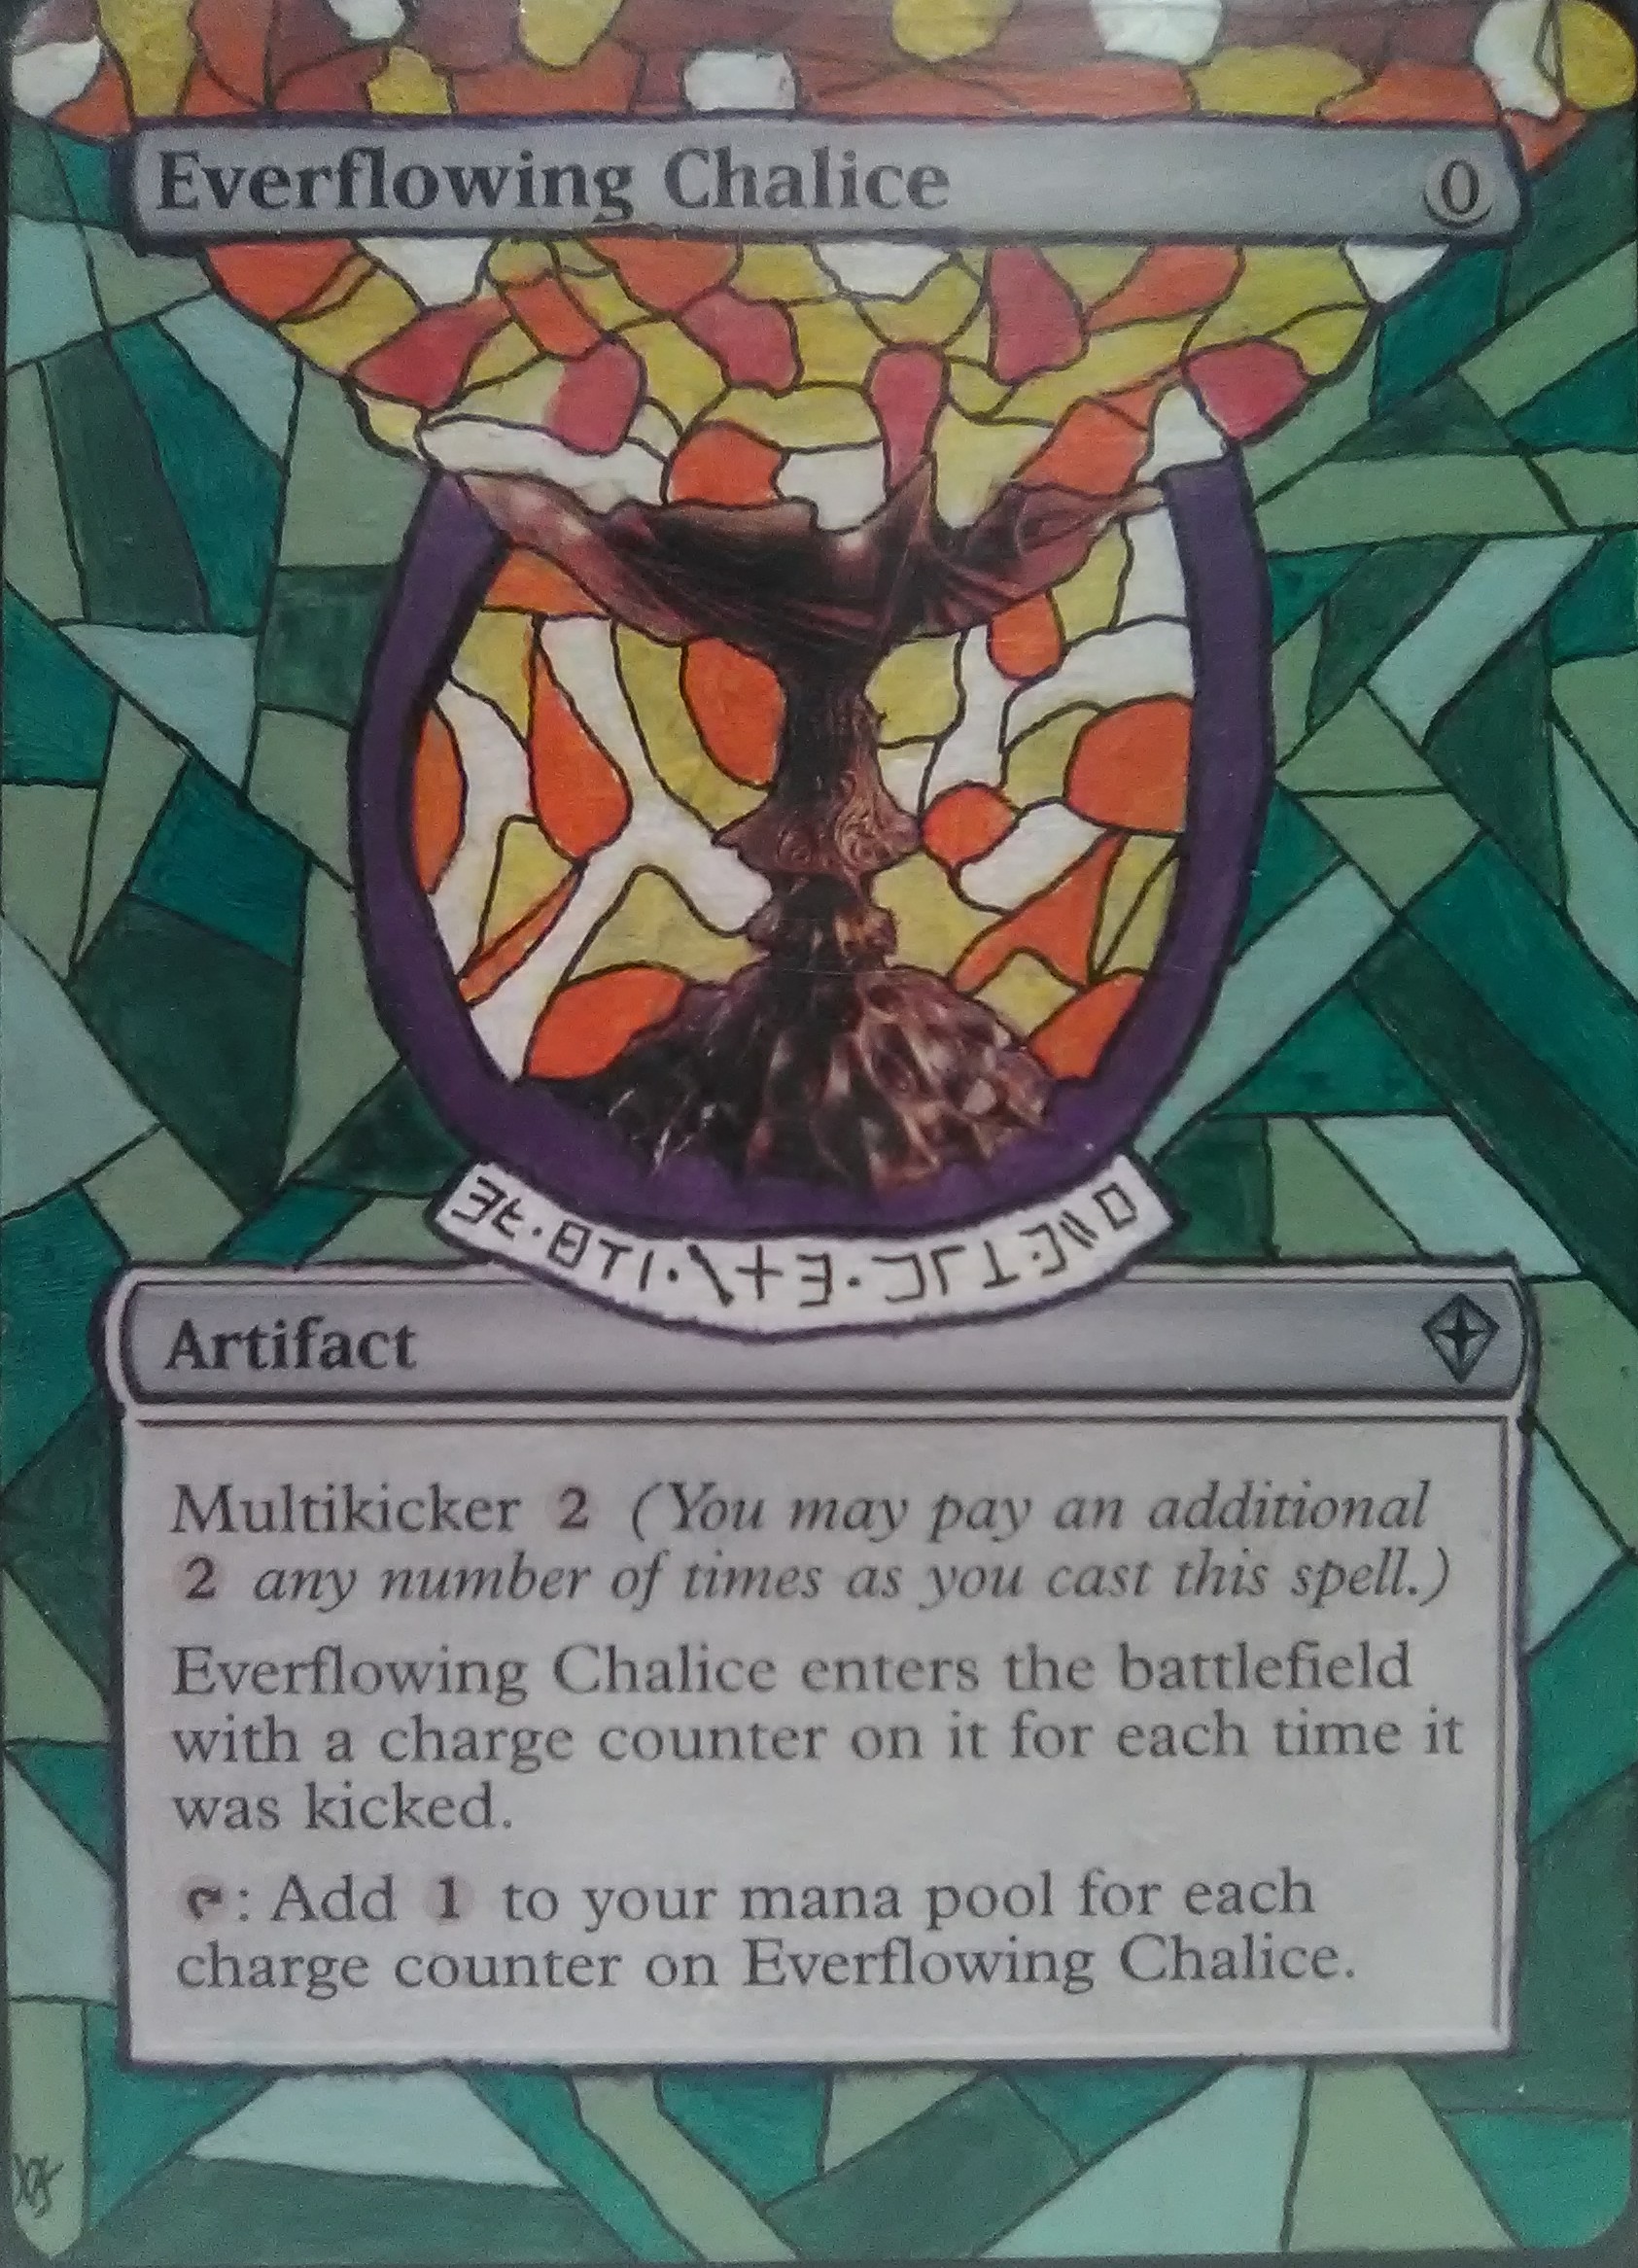 Everflowing Chalice 0
Artifact
Multikicker 2 (You may pay an additional
2 any number of times as you cast this spell.)
Everflowing Chalice enters the battlefield
with a charge counter on it for each time it
was kicked.
: Add 1 to your mana pool for each
charge counter on Everflowing Chalice.